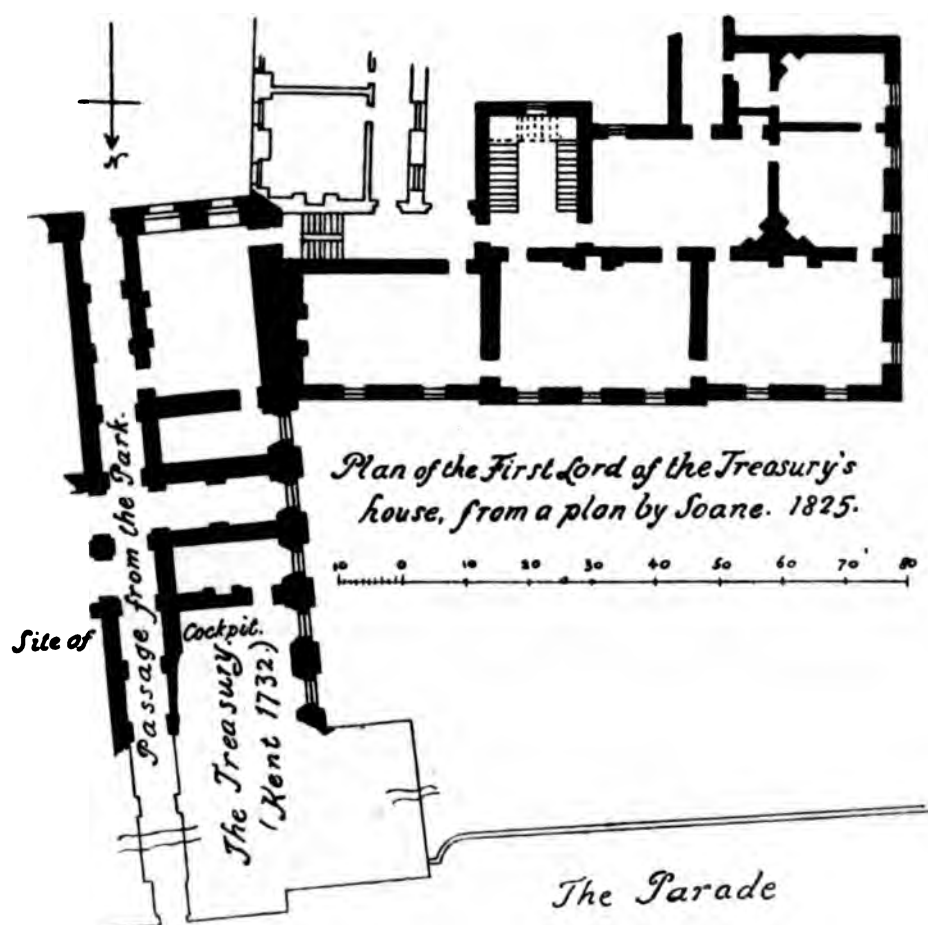 N
Plan of the First Lord of the Treasury's
house, from a plan by Soane. 1825.
10 0 10 20 30 40 50 60 70 80
Passage from the Park.
Site of
Cockpit.
The Treasury.
(Kent 1732)
The Parade